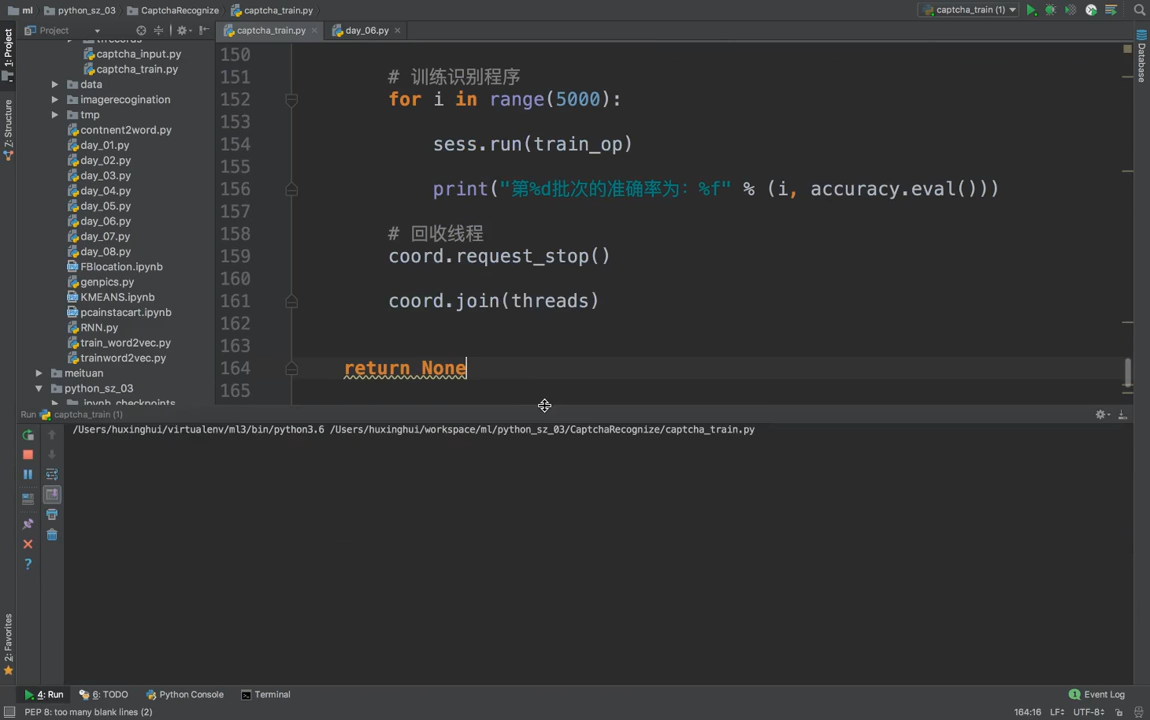 ml python_sz_03 CaptchaRecognize captcha_train.py captcha_train (1)
Project captcha_train.py day_06.py
1: Project
Z: Structure
2: Favorites
Database
captcha_input.py
captcha_train.py
data
imagerecogination
tmp
contnent2word.py
day_01.py
day_02.py
day_03.py
day_04.py
day_05.py
day_06.py
day_07.py
day_08.py
FBlocation.ipynb
genpics.py
KMEANS.ipynb
pcainstacart.ipynb
RNN.py
train_word2vec.py
trainword2vec.py
meituan
python_sz_03
.ipynb_checkpoints
150
151 # 训练识别程序
152 for i in range(5000):
153
154 sess.run(train_op)
155
156 print("第%d批次的准确率为: %f" % (i, accuracy.eval()))
157
158 # 回收线程
159 coord.request_stop()
160
161 coord.join(threads)
162
163
164 return None
165
Run captcha_train (1)
/Users/huxinghui/virtualenv/ml3/bin/python3.6 /Users/huxinghui/workspace/ml/python_sz_03/CaptchaRecognize/captcha_train.py
4: Run 6: TODO Python Console Terminal 1 Event Log
PEP 8: too many blank lines (2) 164:16 LF UTF-8